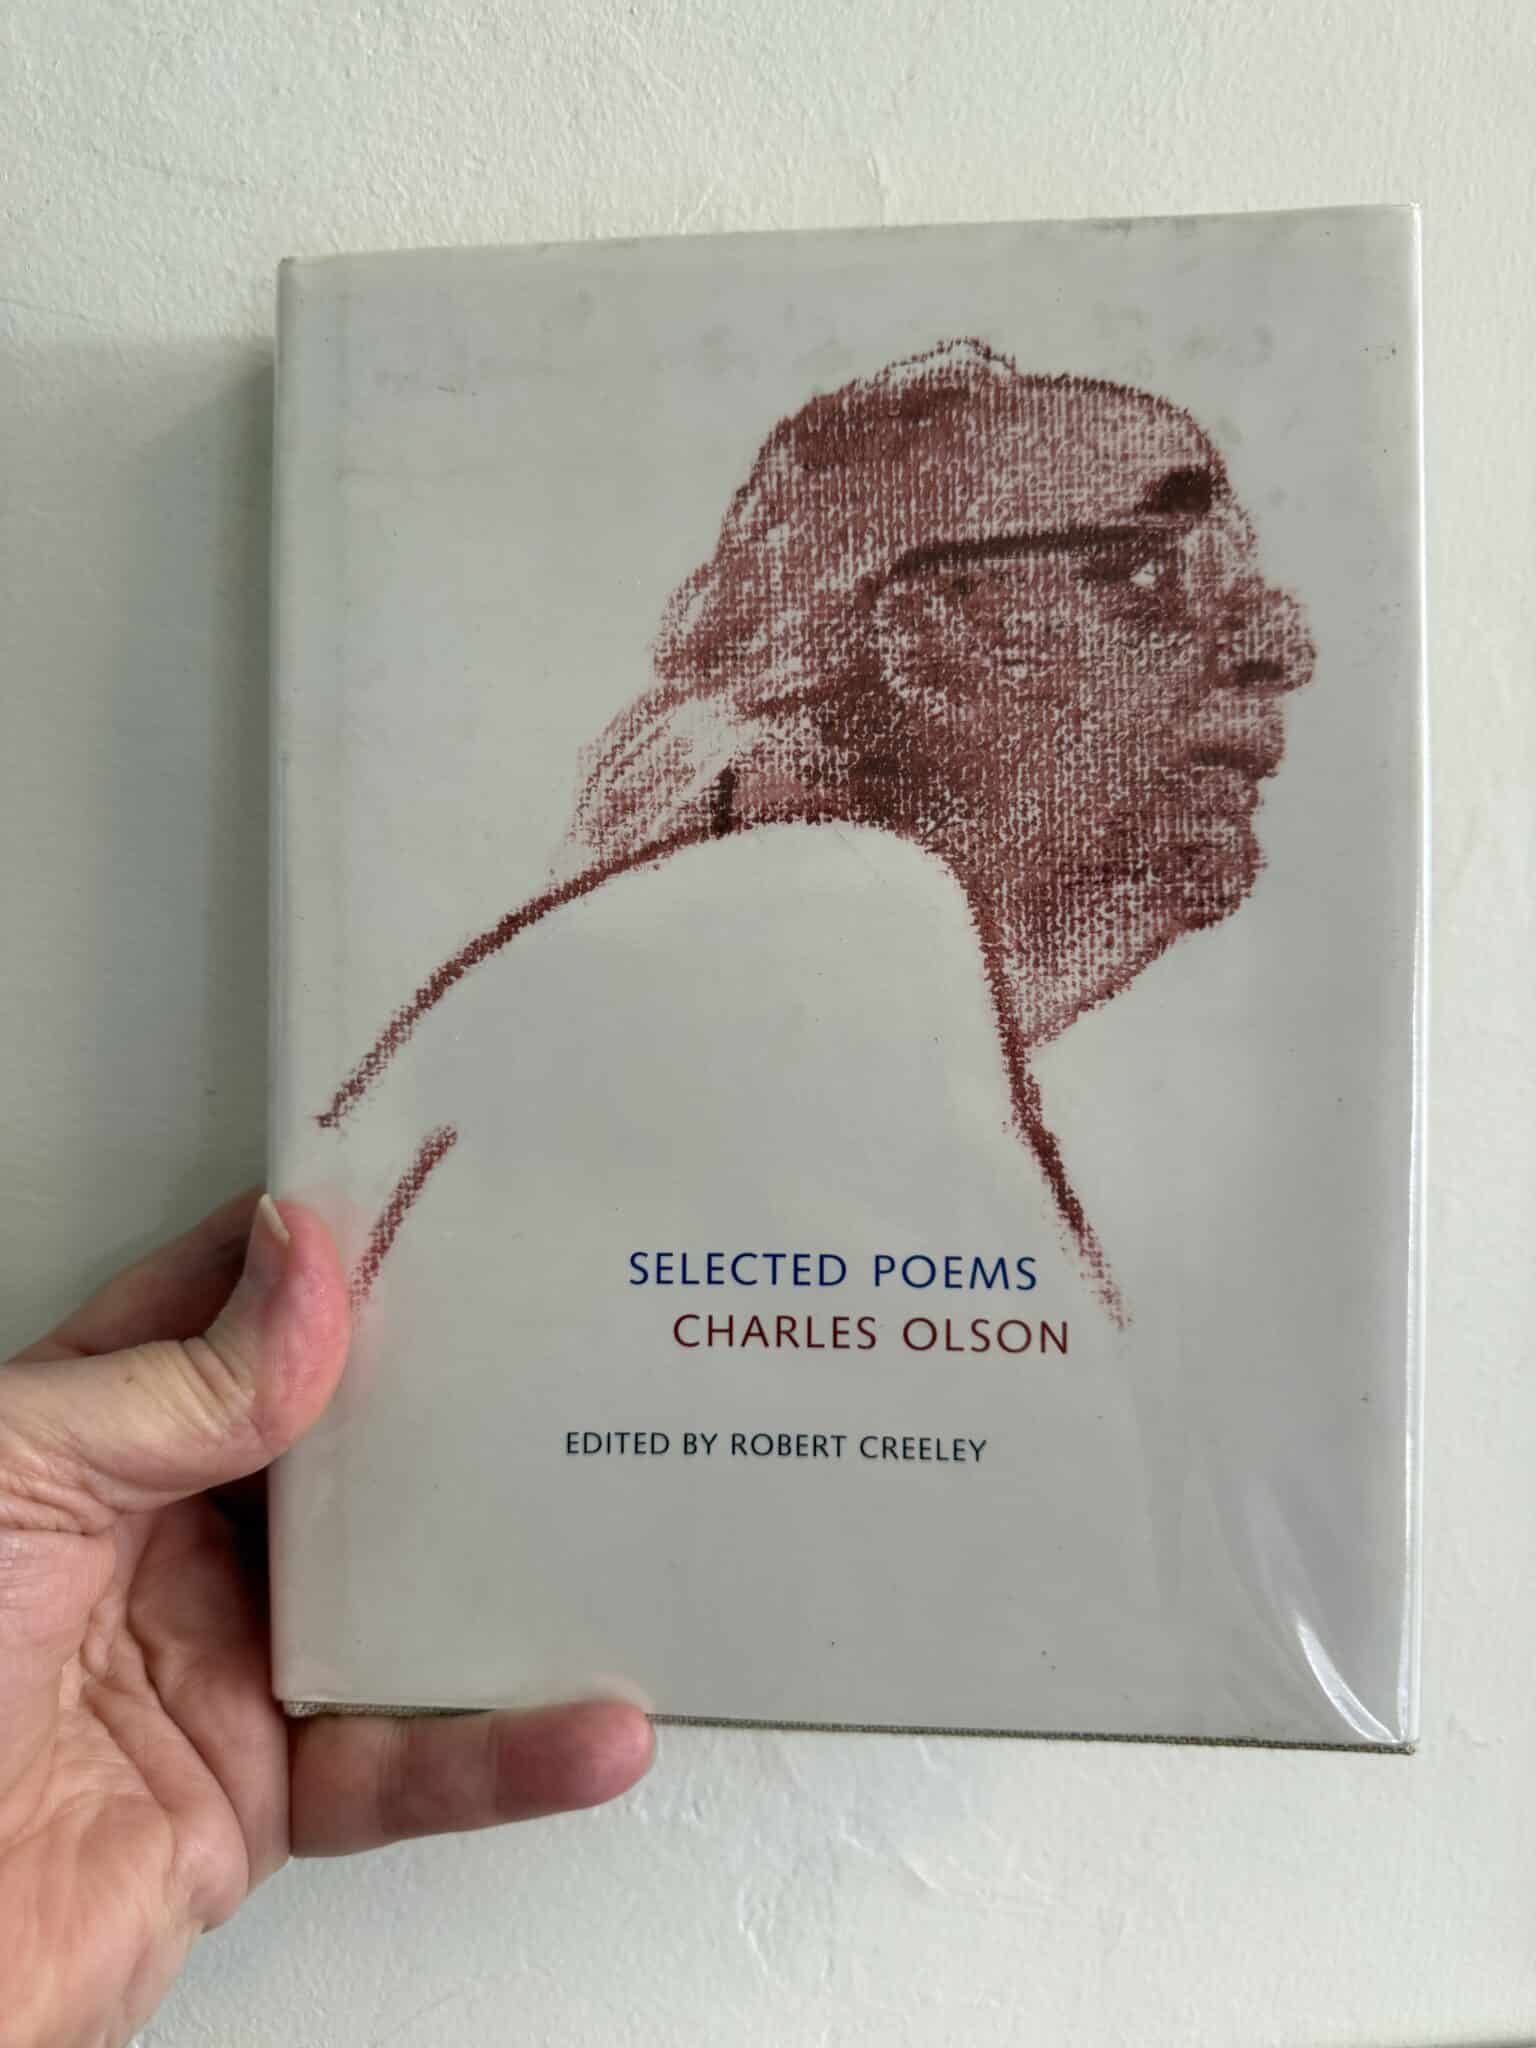 SELECTED POEMS
CHARLES OLSON
EDITED BY ROBERT CREELEY